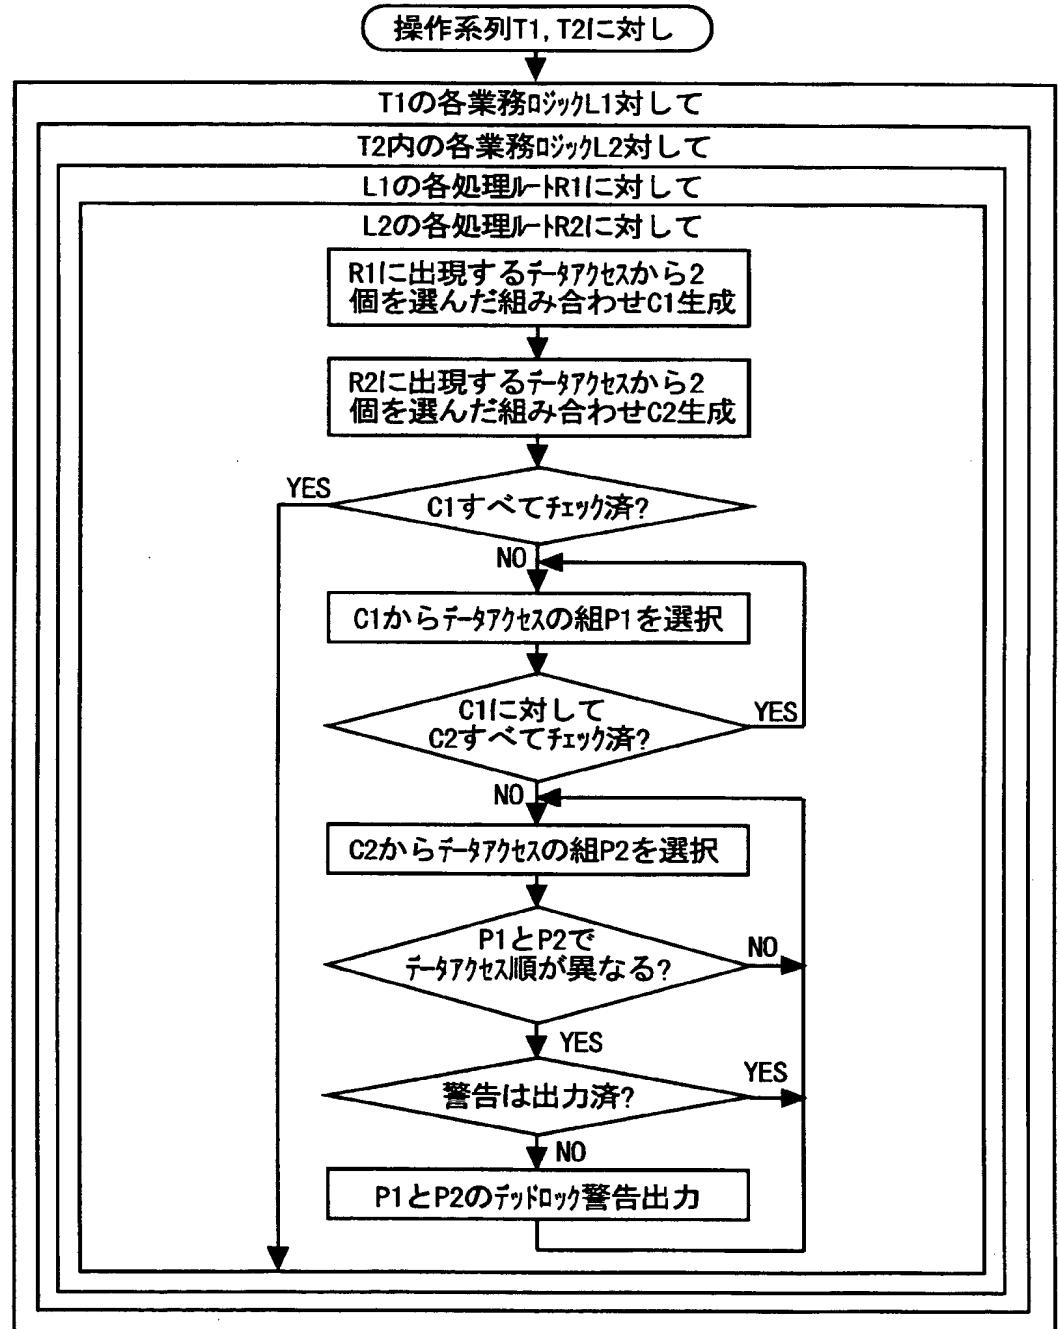 操作系列T1,T2に対し
T1の各業務ﾛｼﾞｯｸL1対して
T2内の各業務ﾛｼﾞｯｸL2対して
L1の各処理ﾙｰﾄR1に対して
L2の各処理ﾙｰﾄR2に対して
R1に出現するﾃﾞｰﾀｱｸｾｽから2
個を選んだ組み合わせC1生成
R2に出現するﾃﾞｰﾀｱｸｾｽから2
個を選んだ組み合わせC2生成
YES
C1すべてﾁｪｯｸ済?
NO
C1からﾃﾞｰﾀｱｸｾｽの組P1を選択
C1に対して
C2すべてﾁｪｯｸ済?
YES
NO
C2からﾃﾞｰﾀｱｸｾｽの組P2を選択
P1とP2で
ﾃﾞｰﾀｱｸｾｽ順が異なる?
NO
YES
警告は出力済?
YES
NO
P1とP2のﾃﾞｯﾄﾞﾛｯｸ警告出力